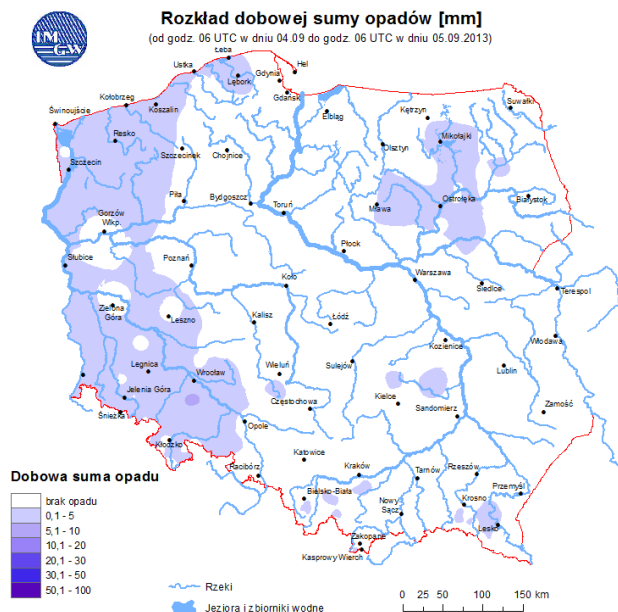 IM
GW
Rozkład dobowej sumy opadów [mm]
(od godz. 06 UTC w dniu 04.09 do godz. 06 UTC w dniu 05.09.2013)
Łeba
Ustka
Hel
Lębork
Gdynia
Gdańsk
Kołobrzeg
Koszalin
Świnoujście
Elbląg
Kętrzyn
Suwałki
Resko
Mikołajki
Olsztyn
Szczecinek
Chojnice
Szczecin
Piła
Bydgoszcz
Toruń
Mława
Ostrołęka
Białystok
Gorzów
Wlkp.
Płock
Słubice
Poznań
Koło
Warszawa
Siedlce
Terespol
Zielona
Góra
Leszno
Kalisz
Łódź
Kozienice
Włodawa
Legnica
Wrocław
Wieluń
Sulejów
Lublin
Jelenia Góra
Kielce
Częstochowa
Sandomierz
Zamość
Śnieżka
Opole
Kłodzko
Katowice
Racibórz
Kraków
Tarnów
Rzeszów
Przemyśl
Bielsko-Biała
Nowy
Sącz
Krosno
Lesko
Zakopane
Kasprowy Wierch
Dobowa suma opadu
brak opadu
0,1 - 5
5,1 - 10
10,1 - 20
20,1 - 30
30,1 - 50
50,1 - 100
Rzeki
Jeziora i zbiorniki wodne
0 25 50 100 150 km